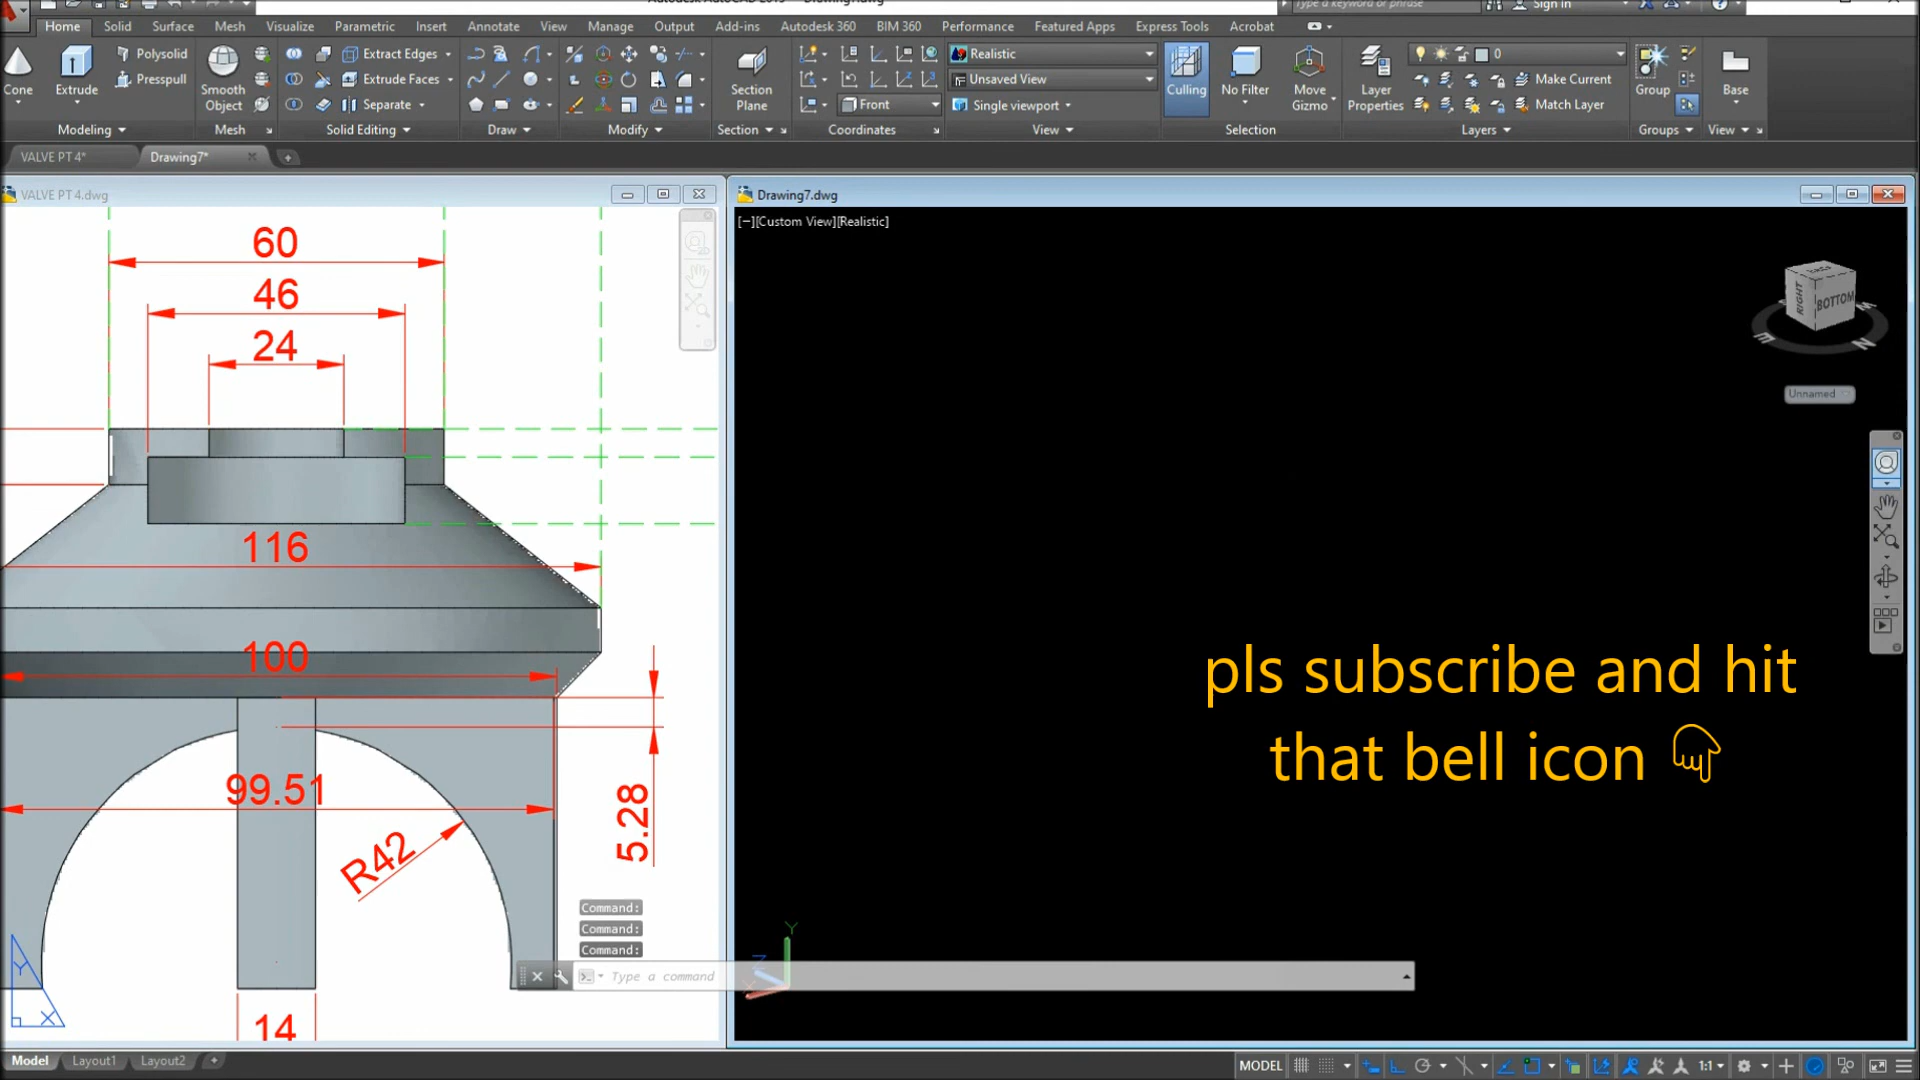 Type a keyword or phrase
Sign In
Home Solid Surface Mesh Visualize Parametric Insert Annotate View Manage Output Add-ins Autodesk 360 BIM 360 Performance Featured Apps Express Tools Acrobat
Cone
Extrude
Polysolid
Presspull
Smooth
Object
Extract Edges
Extrude Faces
Separate
Section
Plane
Front
Realistic
Unsaved View
Single viewport
Culling
No Filter
Move
Gizmo
Layer
Properties
0
Make Current
Match Layer
Group
Base
Modeling Mesh Solid Editing Draw Modify Section Coordinates View Selection Layers Groups View
VALVE PT 4* Drawing7*
VALVE PT 4.dwg
Drawing7.dwg
[−][Custom View][Realistic]
60
46
24
116
100
99.51
5.28
R42
14
Y
X
RIGHT
BOTTOM
E
N
Unnamed
pls subscribe and hit
that bell icon
Command:
Command:
Command:
Type a command
Y
Z
X
Model Layout1 Layout2
MODEL
1:1